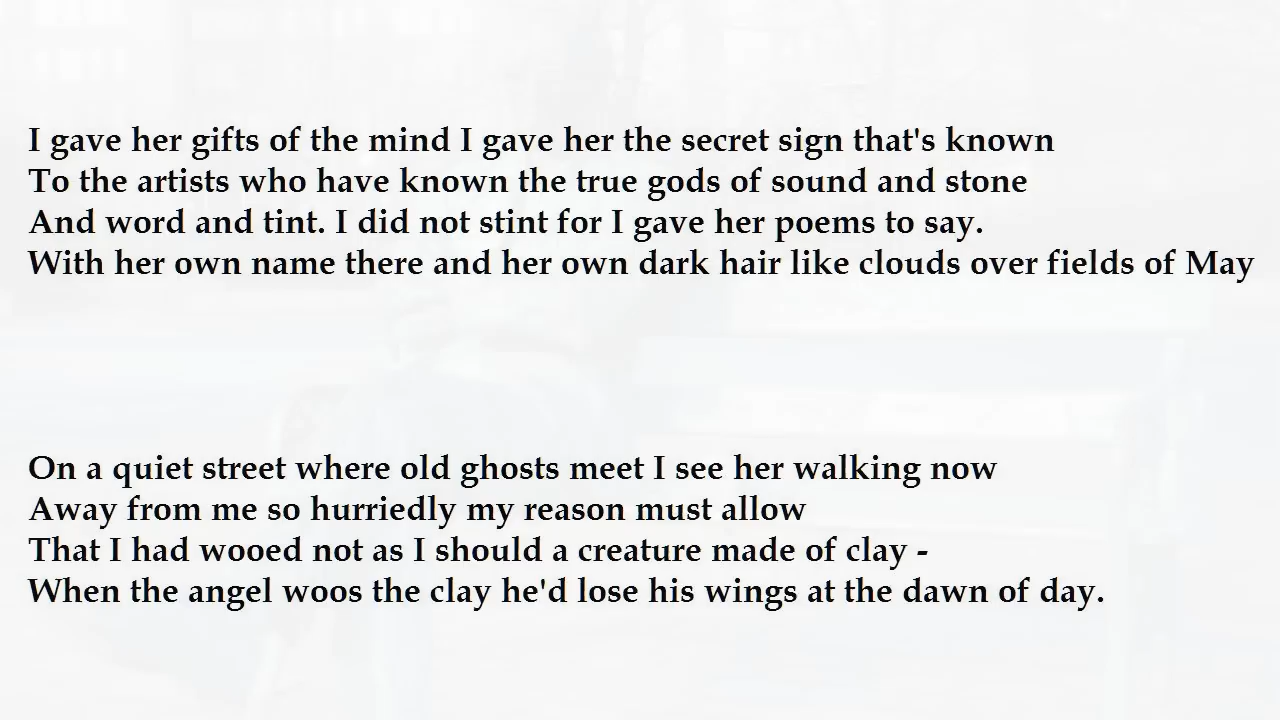 I gave her gifts of the mind I gave her the secret sign that's known
To the artists who have known the true gods of sound and stone
And word and tint. I did not stint for I gave her poems to say.
With her own name there and her own dark hair like clouds over fields of May
On a quiet street where old ghosts meet I see her walking now
Away from me so hurriedly my reason must allow
That I had wooed not as I should a creature made of clay -
When the angel woos the clay he'd lose his wings at the dawn of day.